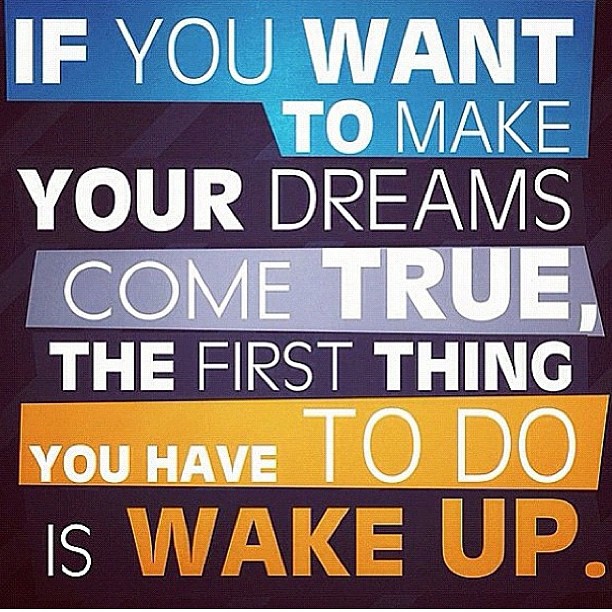 IF YOU WANT
TO MAKE
YOUR DREAMS
COME TRUE,
THE FIRST THING
YOU HAVE TO DO
IS WAKE UP.